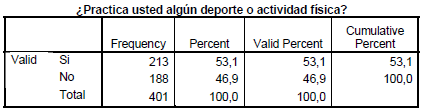 ¿Practica usted algún deporte o actividad física?
Frequency Percent Valid Percent Cumulative Percent
Valid Si 213 53,1 53,1 53,1
No 188 46,9 46,9 100,0
Total 401 100,0 100,0